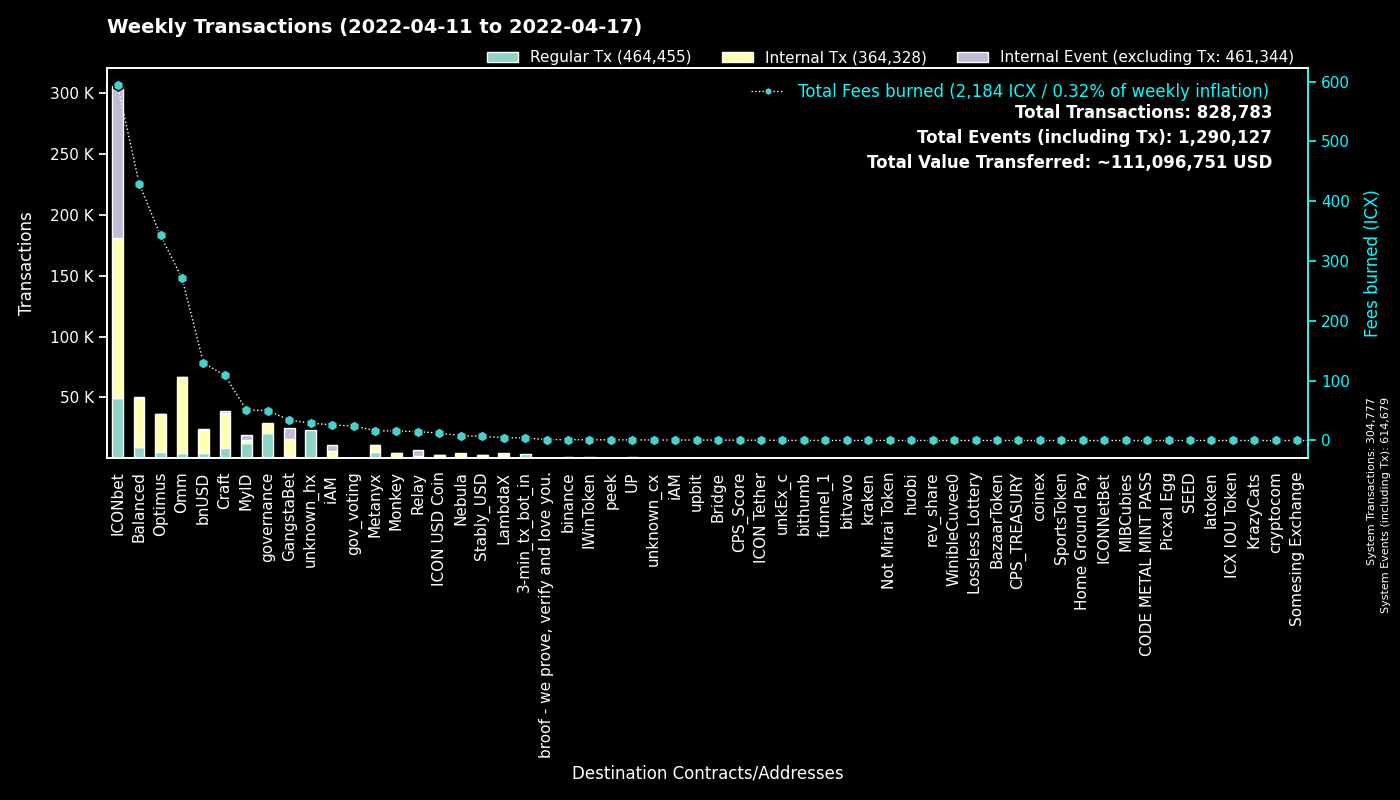 Weekly Transactions (2022-04-11 to 2022-04-17)
Regular Tx (464,455)
Internal Tx (364,328)
Internal Event (excluding Tx: 461,344)
Total Fees burned (2,184 ICX / 0.32% of weekly inflation)
Total Transactions: 828,783
Total Events (including Tx): 1,290,127
Total Value Transferred: ~111,096,751 USD
Transactions
300 K
250 K
200 K
150 K
100 K
50 K
600
500
400
300
200
100
0
Fees burned (ICX)
System Transactions: 304,777
System Events (including Tx): 614,679
ICONbet
Balanced
Optimus
Omm
bnUSD
Craft
MyID
governance
GangstaBet
unknown_hx
iAM
gov_voting
Metanyx
Monkey
Relay
ICON USD Coin
Nebula
Stably_USD
LambdaX
3-min_tx_bot_in
broof - we prove, verify and love you.
binance
IWinToken
peek
UP
unknown_cx
IAM
upbit
Bridge
CPS_Score
ICON Tether
unkEx_c
bithumb
funnel_1
bitvavo
kraken
Not Mirai Token
huobi
rev_share
WinibleCuvee0
Lossless Lottery
BazaarToken
CPS_TREASURY
coinex
SportsToken
Home Ground Pay
ICONNetBet
MIBCubies
CODE METAL MINT PASS
Picxal Egg
SEED
latoken
ICX IOU Token
KrazyCats
cryptocom
Somesing Exchange
Destination Contracts/Addresses